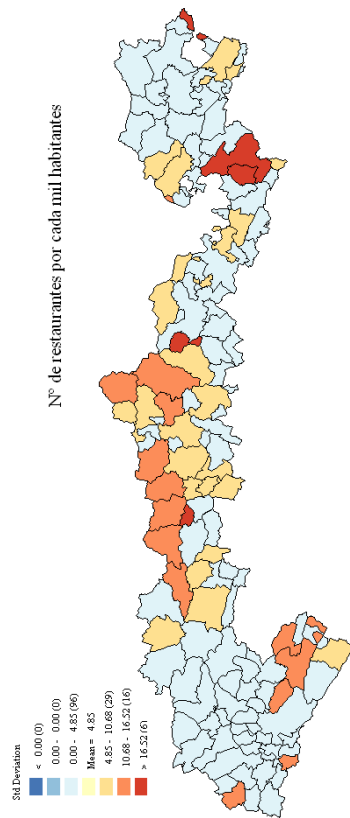 N° de restaurantes por cada mil habitantes
Std Deviation
< 0.00 (0)
0.00 - 0.00 (0)
0.00 - 4.85 (96)
Mean = 4.85
4.85 - 10.68 (29)
10.68 - 16.52 (16)
> 16.52 (6)